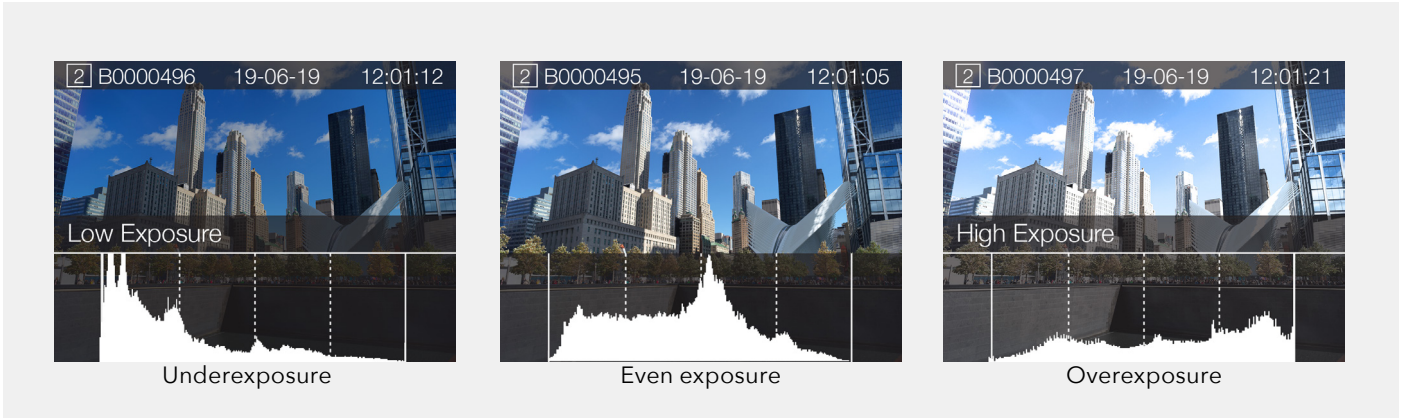 2 B0000496 19-06-19 12:01:12
Low Exposure
Underexposure
2 B0000495 19-06-19 12:01:05
Even exposure
2 B0000497 19-06-19 12:01:21
High Exposure
Overexposure